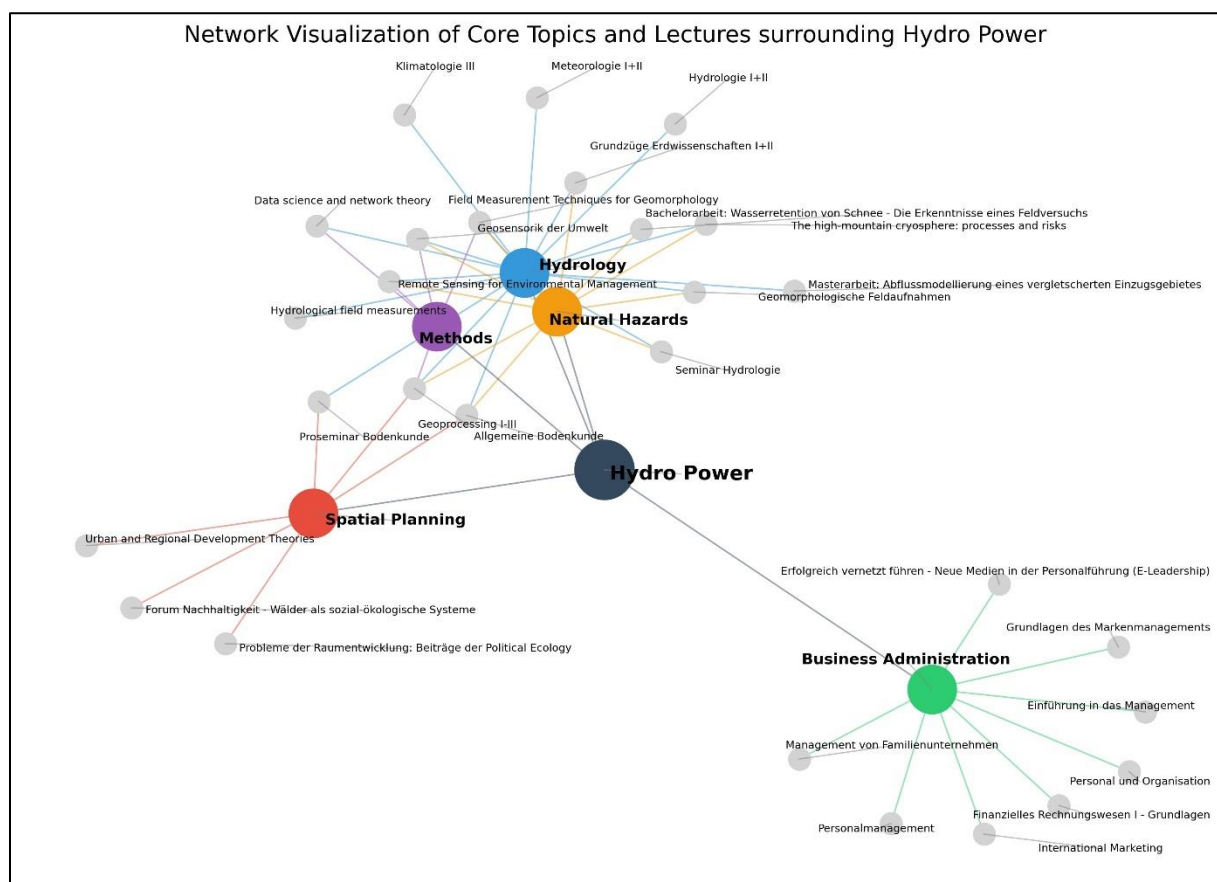 Network Visualization of Core Topics and Lectures surrounding Hydro Power
Klimatologie III
Meteorologie I+II
Hydrologie I+II
Grundzüge Erdwissenschaften I+II
Data science and network theory
Field Measurement Techniques for Geomorphology
Bachelorarbeit: Wasserretention von Schnee - Die Erkenntnisse eines Feldversuchs
The high-mountain cryosphere: processes and risks
Geosensorik der Umwelt
Hydrology
Remote Sensing for Environmental Management
Masterarbeit: Abflussmodellierung eines vergletscherten Einzugsgebietes
Geomorphologische Feldaufnahmen
Hydrological field measurements
Natural Hazards
Methods
Seminar Hydrologie
Geoprocessing I-III
Proseminar Bodenkunde
Allgemeine Bodenkunde
Hydro Power
Spatial Planning
Urban and Regional Development Theories
Erfolgreich vernetzt führen - Neue Medien in der Personalführung (E-Leadership)
Forum Nachhaltigkeit - Wälder als sozial-ökologische Systeme
Grundlagen des Markenmanagements
Probleme der Raumentwicklung: Beiträge der Political Ecology
Business Administration
Einführung in das Management
Management von Familienunternehmen
Personal und Organisation
Finanzielles Rechnungswesen I - Grundlagen
Personalmanagement
International Marketing